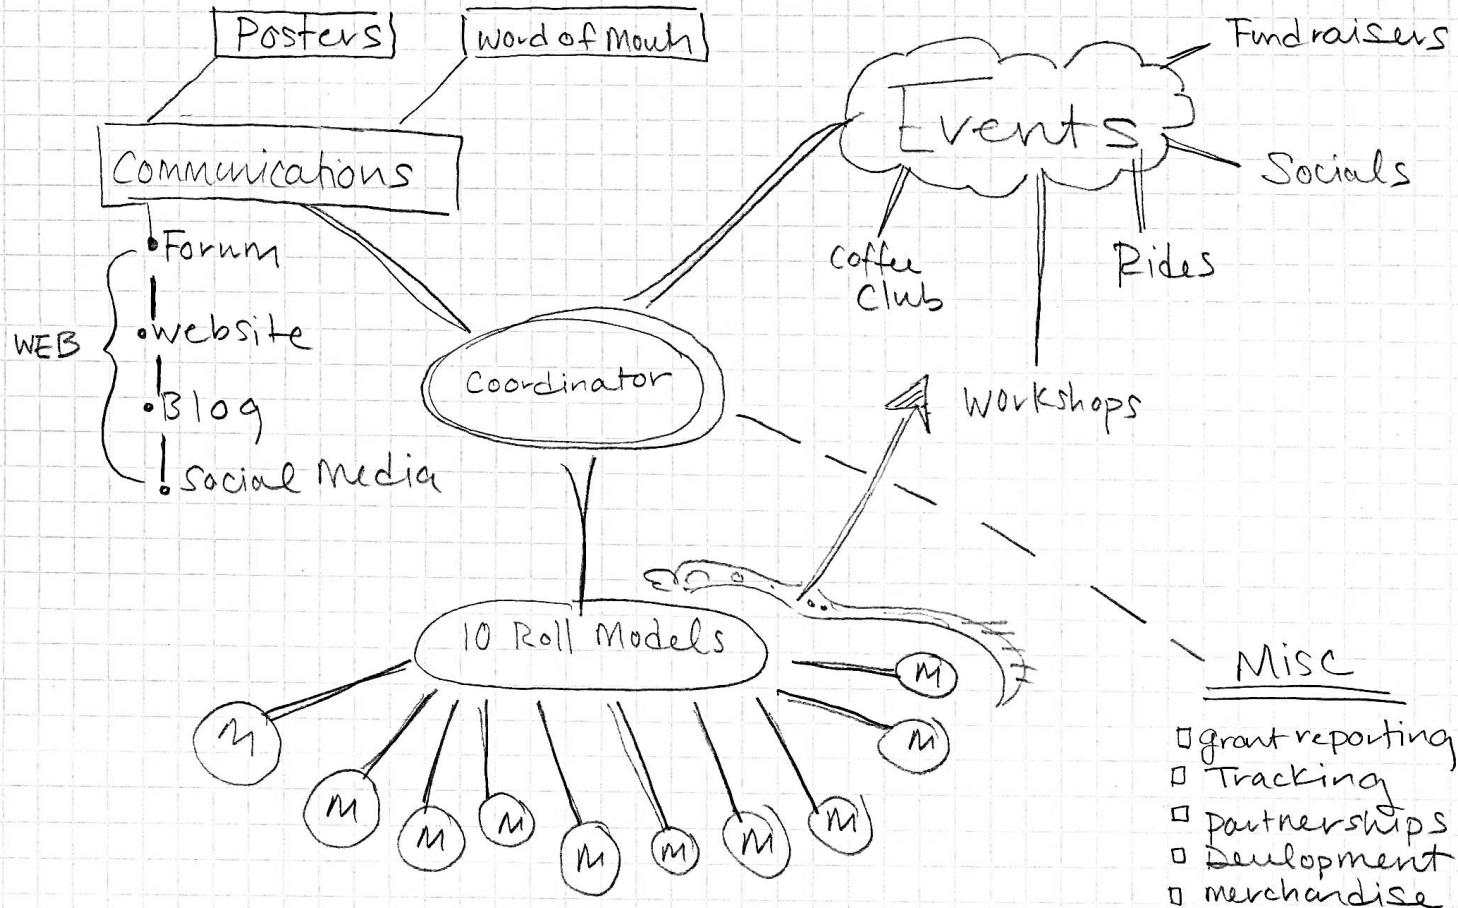 Posters
Word of Mouth
Communications
Forum
Website
Blog
Social Media
WEB
Events
Fundraisers
Socials
Coffee
Club
Rides
Workshops
Coordinator
10 Roll Models
M
M
M
M
M
M
M
M
M
M
Misc
grant reporting
Tracking
partnerships
Deulopment
merchandise